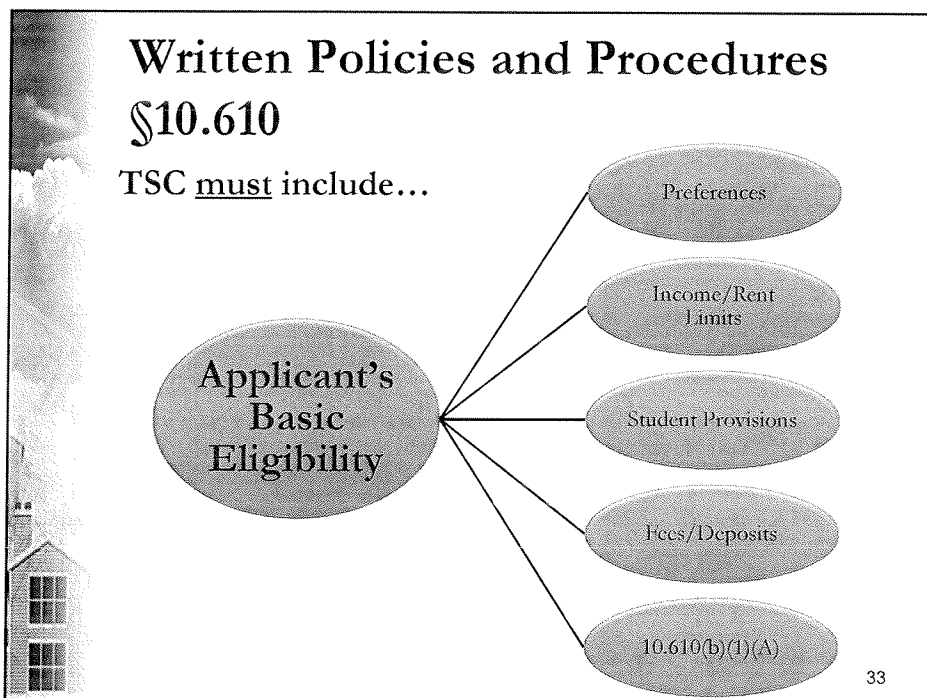 Written Policies and Procedures
§10.610
TSC must include...
Applicant's
Basic
Eligibility
Preferences
Income/Rent
Limits
Student Provisions
Fees/Deposits
10.610(b)(1)(A)
33